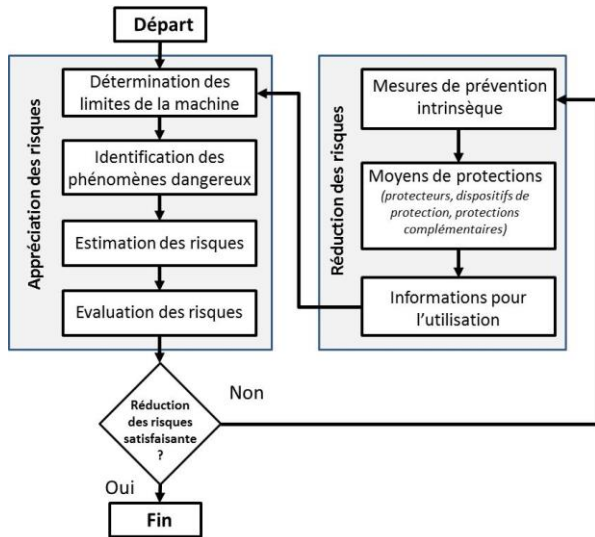 Départ
Appréciation des risques
Détermination des
limites de la machine
Identification des
phénomènes dangereux
Estimation des risques
Evaluation des risques
Réduction
des risques
satisfaisante
?
Non
Oui
Fin
Réduction des risques
Mesures de prévention
intrinsèque
Moyens de protections
(protecteurs, dispositifs de
protection, protections
complémentaires)
Informations pour
l'utilisation